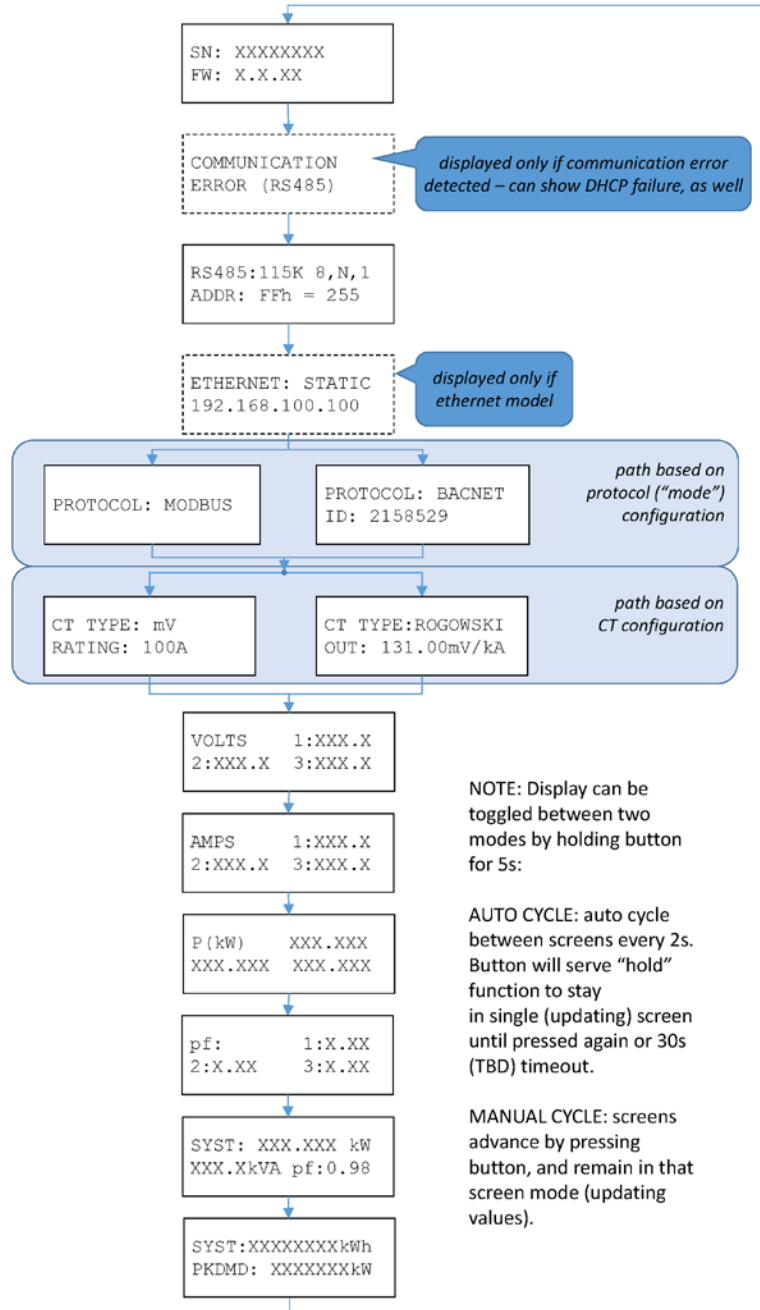 SN: XXXXXXXX
FW: X.X.XX
COMMUNICATION
ERROR (RS485)
displayed only if communication error
detected – can show DHCP failure, as well
RS485:115K 8,N,1
ADDR: FFh = 255
ETHERNET: STATIC
192.168.100.100
displayed only if
ethernet model
PROTOCOL: MODBUS
PROTOCOL: BACNET
ID: 2158529
path based on
protocol (“mode”)
configuration
CT TYPE: mV
RATING: 100A
CT TYPE:ROGOWSKI
OUT: 131.00mV/kA
path based on
CT configuration
VOLTS 1:XXX.X
2:XXX.X 3:XXX.X
AMPS 1:XXX.X
2:XXX.X 3:XXX.X
P(kW) XXX.XXX
XXX.XXX XXX.XXX
pf: 1:X.XX
2:X.XX 3:X.XX
SYST: XXX.XXX kW
XXX.XkVA pf:0.98
SYST:XXXXXXXXkWh
PKDMD: XXXXXXXkW
NOTE: Display can be
toggled between two
modes by holding button
for 5s:
AUTO CYCLE: auto cycle
between screens every 2s.
Button will serve “hold”
function to stay
in single (updating) screen
until pressed again or 30s
(TBD) timeout.
MANUAL CYCLE: screens
advance by pressing
button, and remain in that
screen mode (updating
values).